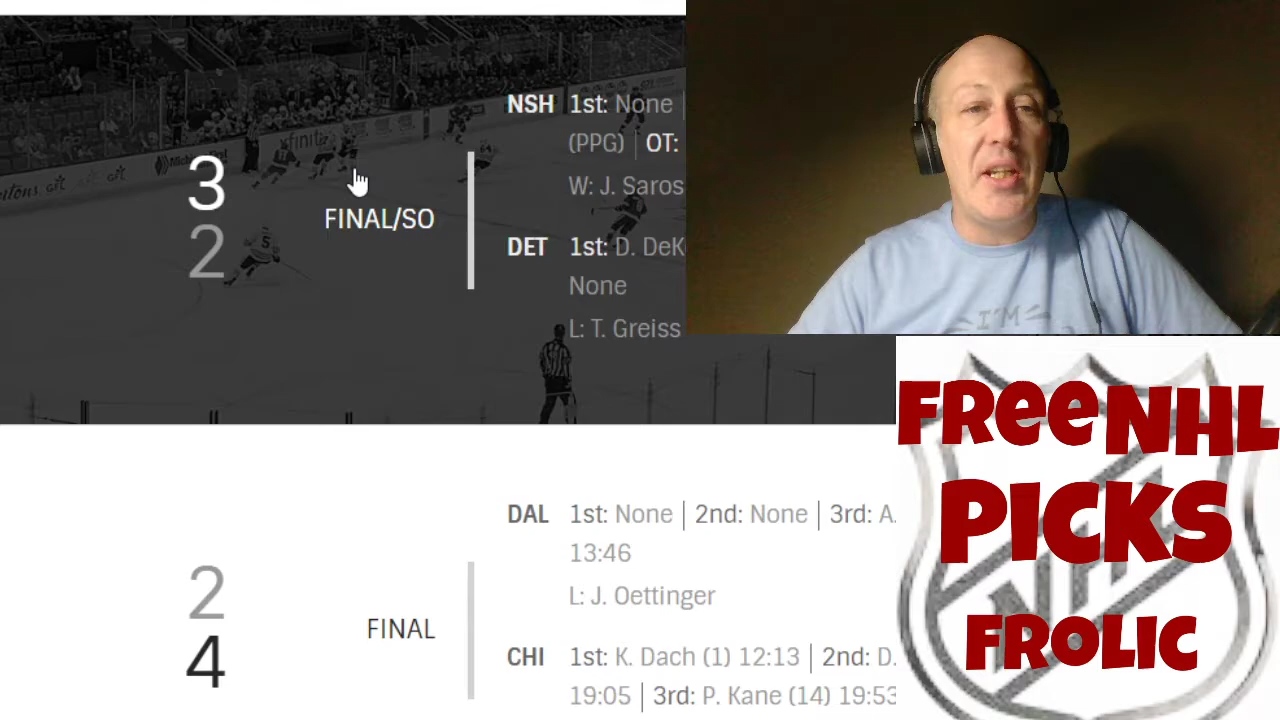 NSH 1st: None |
(PPG) | OT:
3
FINAL/SO
W: J. Saros
2
DET 1st: D. DeK
None
L: T. Greiss
I'M
FReeNHL
PICKS
FROLIC
NHL
DAL 1st: None | 2nd: None | 3rd: A.
13:46
2
L: J. Oettinger
FINAL
4
CHI 1st: K. Dach (1) 12:13 | 2nd: D.
19:05 | 3rd: P. Kane (14) 19:53